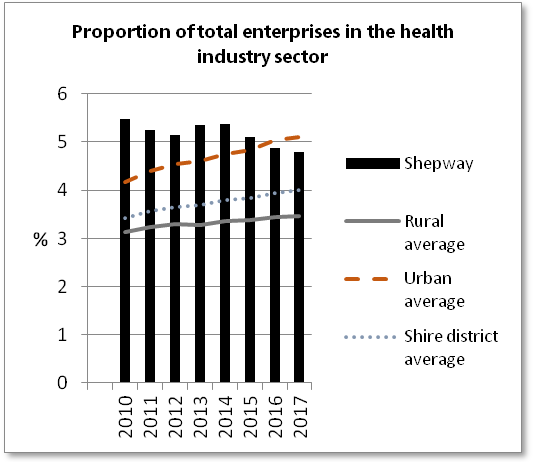 Proportion of total enterprises in the health
industry sector
6
5
4
3
2
1
0
%
2010
2011
2012
2013
2014
2015
2016
2017
Shepway
Rural
average
Urban
average
Shire district
average